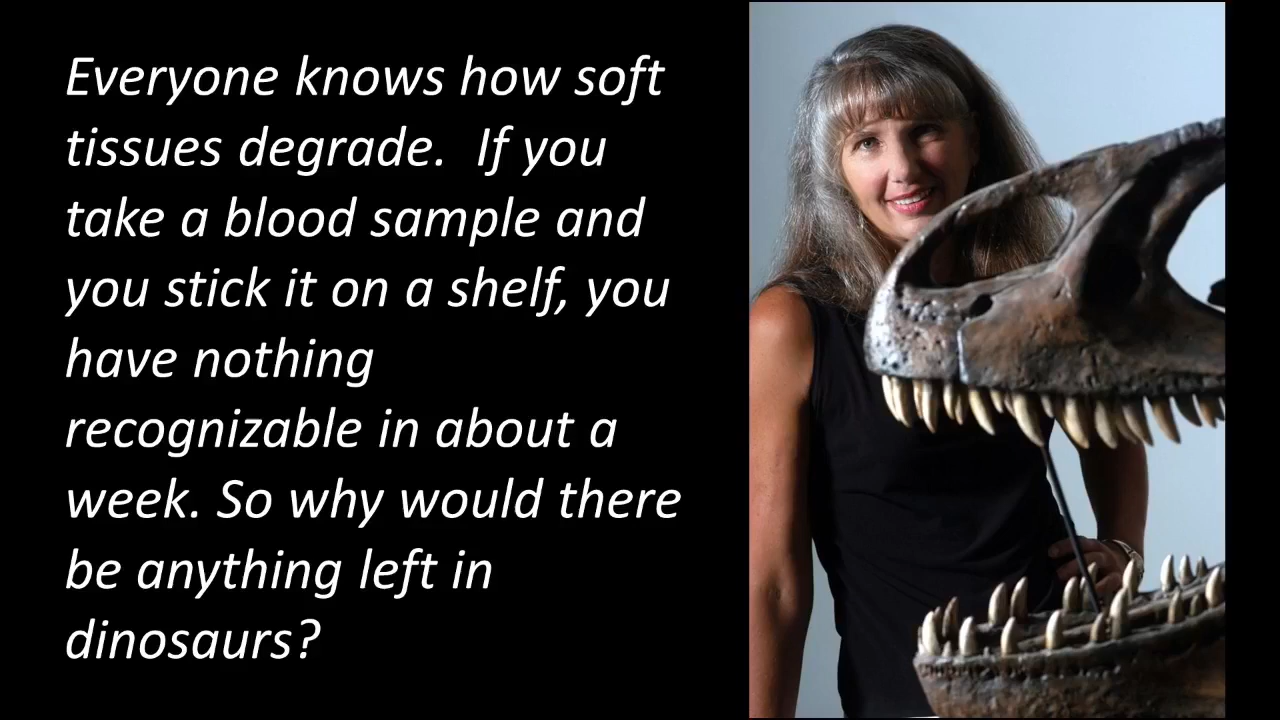 Everyone knows how soft
tissues degrade.  If you
take a blood sample and
you stick it on a shelf, you
have nothing
recognizable in about a
week. So why would there
be anything left in
dinosaurs?